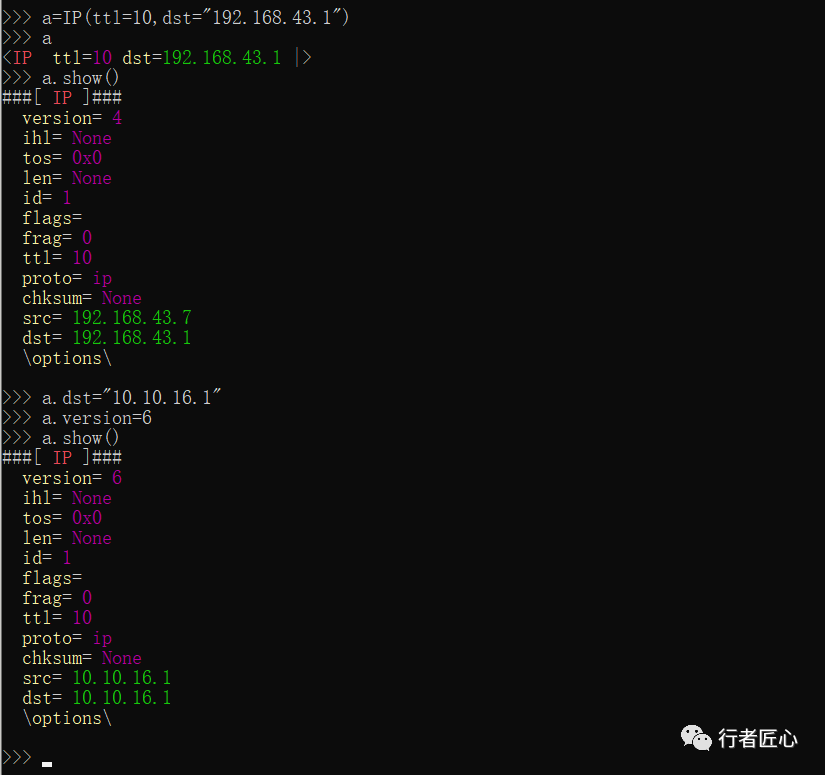 >>> a=IP(ttl=10,dst="192.168.43.1")
>>> a
<IP  ttl=10 dst=192.168.43.1 |>
>>> a.show()
###[ IP ]###
  version= 4
  ihl= None
  tos= 0x0
  len= None
  id= 1
  flags=
  frag= 0
  ttl= 10
  proto= ip
  chksum= None
  src= 192.168.43.7
  dst= 192.168.43.1
  \options\
>>> a.dst="10.10.16.1"
>>> a.version=6
>>> a.show()
###[ IP ]###
  version= 6
  ihl= None
  tos= 0x0
  len= None
  id= 1
  flags=
  frag= 0
  ttl= 10
  proto= ip
  chksum= None
  src= 10.10.16.1
  dst= 10.10.16.1
  \options\
行者匠心
>>>